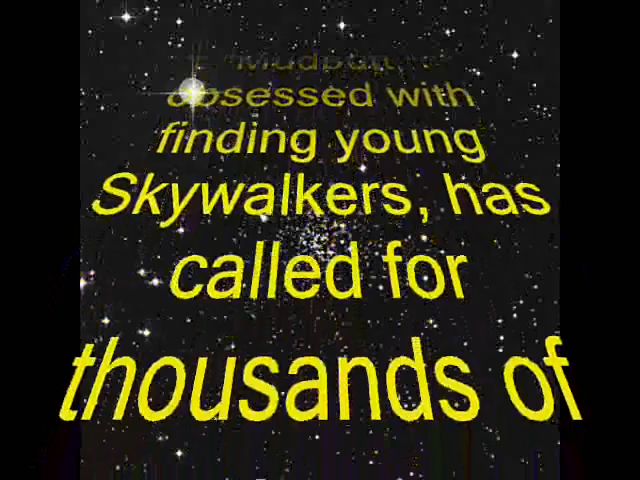 obsessed with
finding young
Skywalkers, has
called for
thousands of